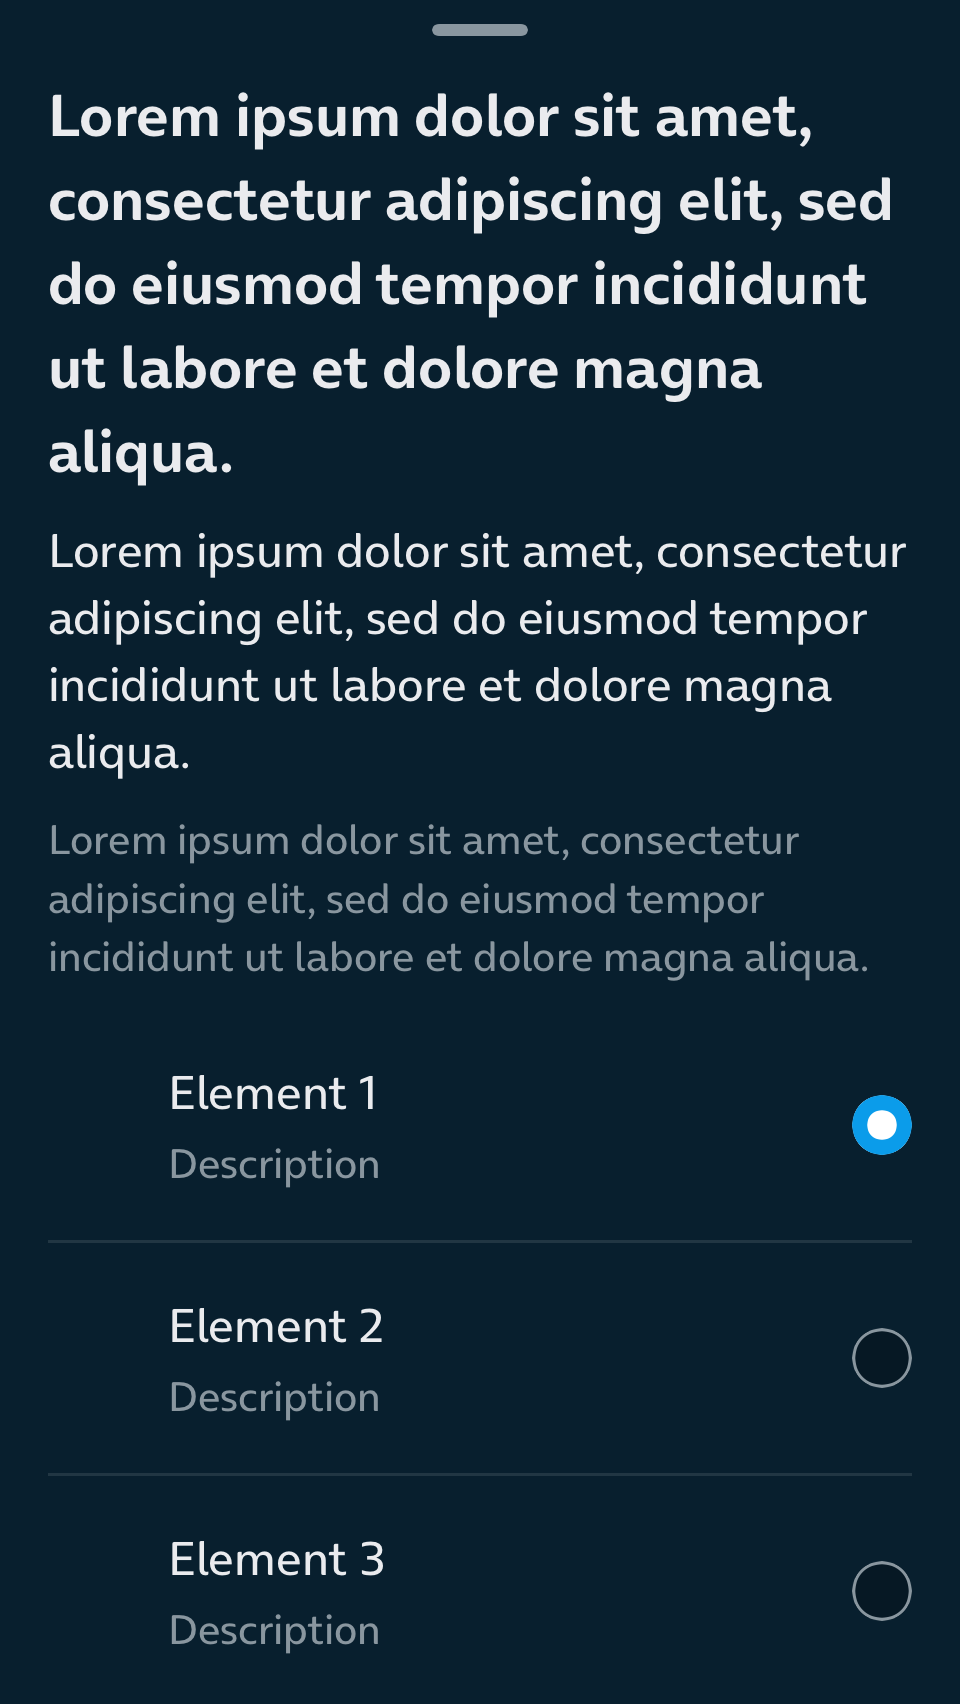 Lorem ipsum dolor sit amet,
consectetur adipiscing elit, sed
do eiusmod tempor incididunt
ut labore et dolore magna
aliqua.
Lorem ipsum dolor sit amet, consectetur
adipiscing elit, sed do eiusmod tempor
incididunt ut labore et dolore magna
aliqua.
Lorem ipsum dolor sit amet, consectetur
adipiscing elit, sed do eiusmod tempor
incididunt ut labore et dolore magna aliqua.
Element 1
Description
Element 2
Description
Element 3
Description